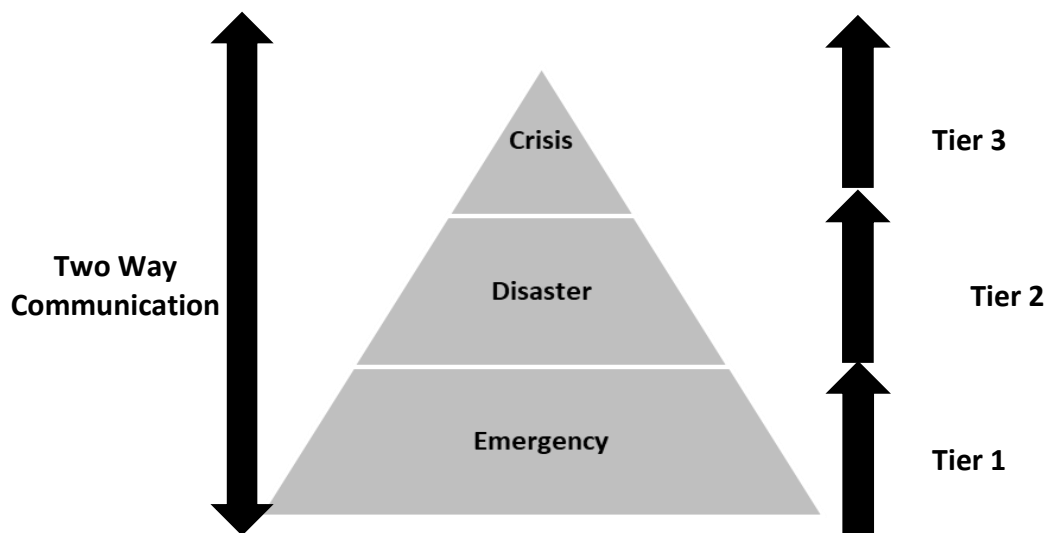 Crisis
Tier 3
Two Way
Communication
Disaster
Tier 2
Emergency
Tier 1